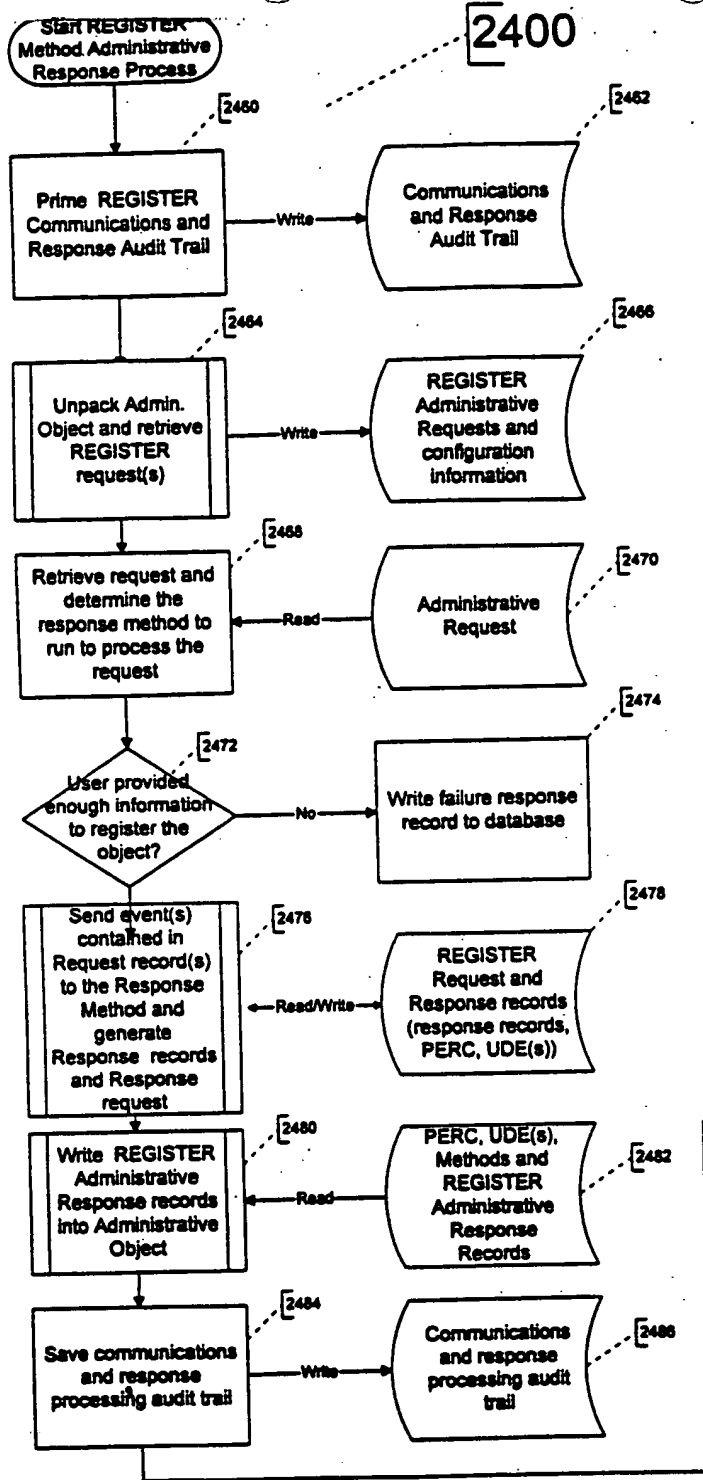 Start REGISTER
Method Administrative
Response Process
2400
2460
2462
Prime REGISTER
Communications and
Response Audit Trail
Write
Communications
and Response
Audit Trail
2464
2466
Unpack Admin.
Object and retrieve
REGISTER
request(s)
Write
REGISTER
Administrative
Requests and
configuration
information
2468
2470
Retrieve request and
determine the
response method to
run to process the
request
Read
Administrative
Request
2472
2474
User provided
enough information
to register the
object?
No
Write failure response
record to database
2476
2478
Send event(s)
contained in
Request record(s)
to the Response
Method and
generate
Response records
and Response
request
Read/Write
REGISTER
Request and
Response records
(response records,
PERC, UDE(s))
2480
2482
Write REGISTER
Administrative
Response records
into Administrative
Object
Read
PERC, UDE(s),
Methods and
REGISTER
Administrative
Response
Records
2484
2486
Save communications
and response
processing audit trail
Write
Communications
and response
processing audit
trail